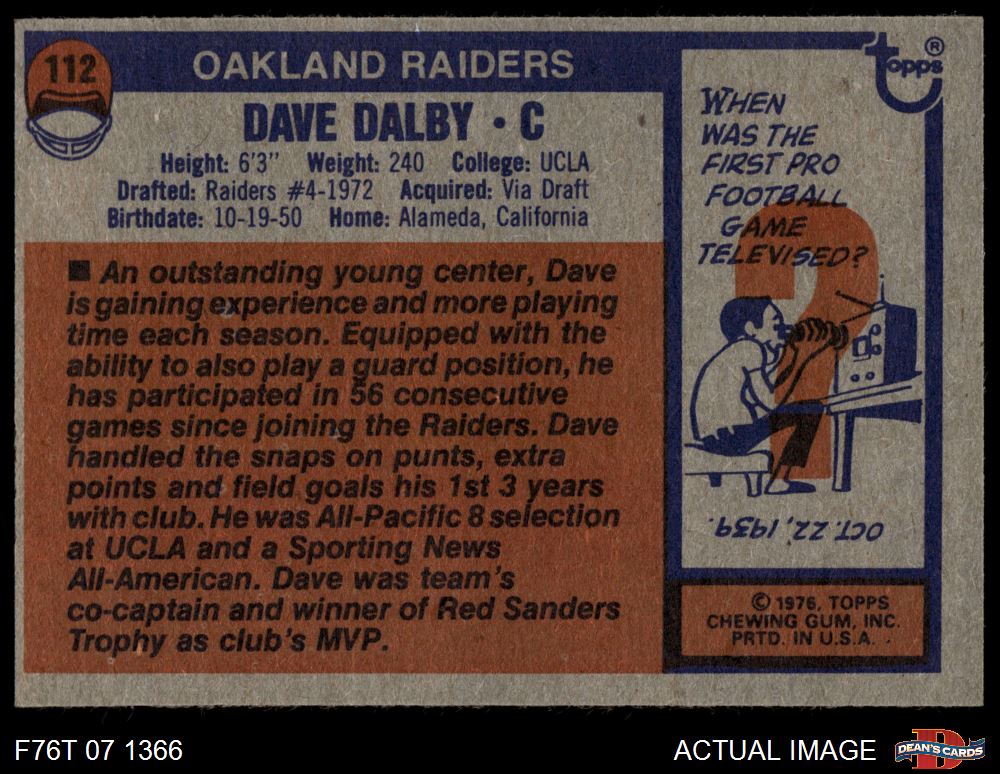 112
OAKLAND RAIDERS
DAVE DALBY • C
Height: 6'3" Weight: 240 College: UCLA
Drafted: Raiders #4-1972 Acquired: Via Draft
Birthdate: 10-19-50 Home: Alameda, California
■ An outstanding young center, Dave
is gaining experience and more playing
time each season. Equipped with the
ability to also play a guard position, he
has participated in 56 consecutive
games since joining the Raiders. Dave
handled the snaps on punts, extra
points and field goals his 1st 3 years
with club. He was All-Pacific 8 selection
at UCLA and a Sporting News
All-American. Dave was team's
co-captain and winner of Red Sanders
Trophy as club's MVP.
topps ®
WHEN
WAS THE
FIRST PRO
FOOTBALL
GAME
TELEVISED?
?
OCT. 22, 1939.
© 1976, TOPPS
CHEWING GUM, INC.
PRTD. IN U.S.A.
F76T 07 1366
ACTUAL IMAGE
D
DEAN'S CARDS